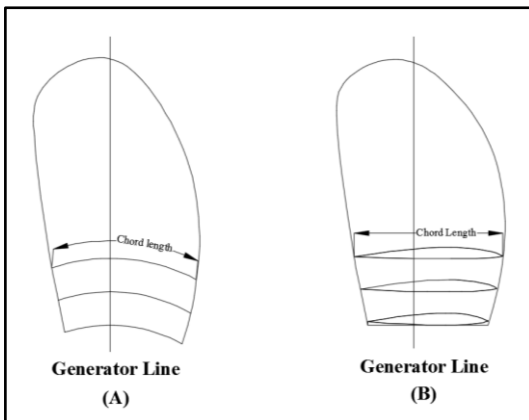 Chord length
Generator Line
(A)
Chord Length
Generator Line
(B)